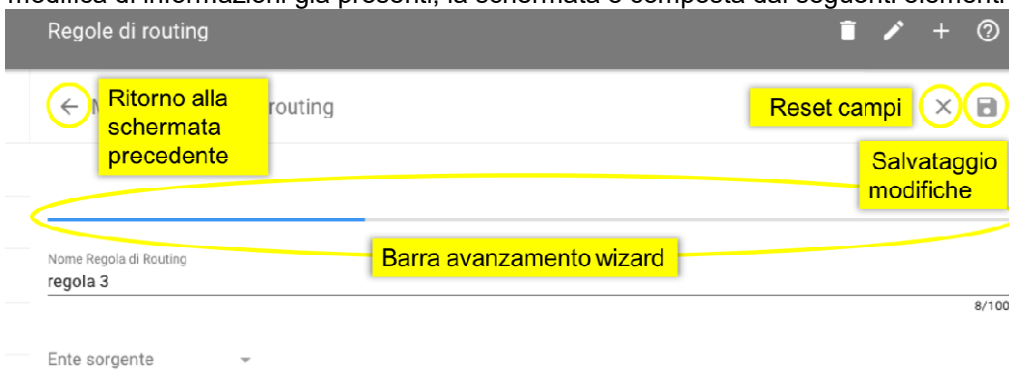 modifica di informazioni già presenti, la schermata è composta dai seguenti elementi
Regole di routing
Ritorno alla
schermata
precedente
routing
Reset campi
Salvataggio
modifiche
Barra avanzamento wizard
Nome Regola di Routing
regola 3
8/100
Ente sorgente